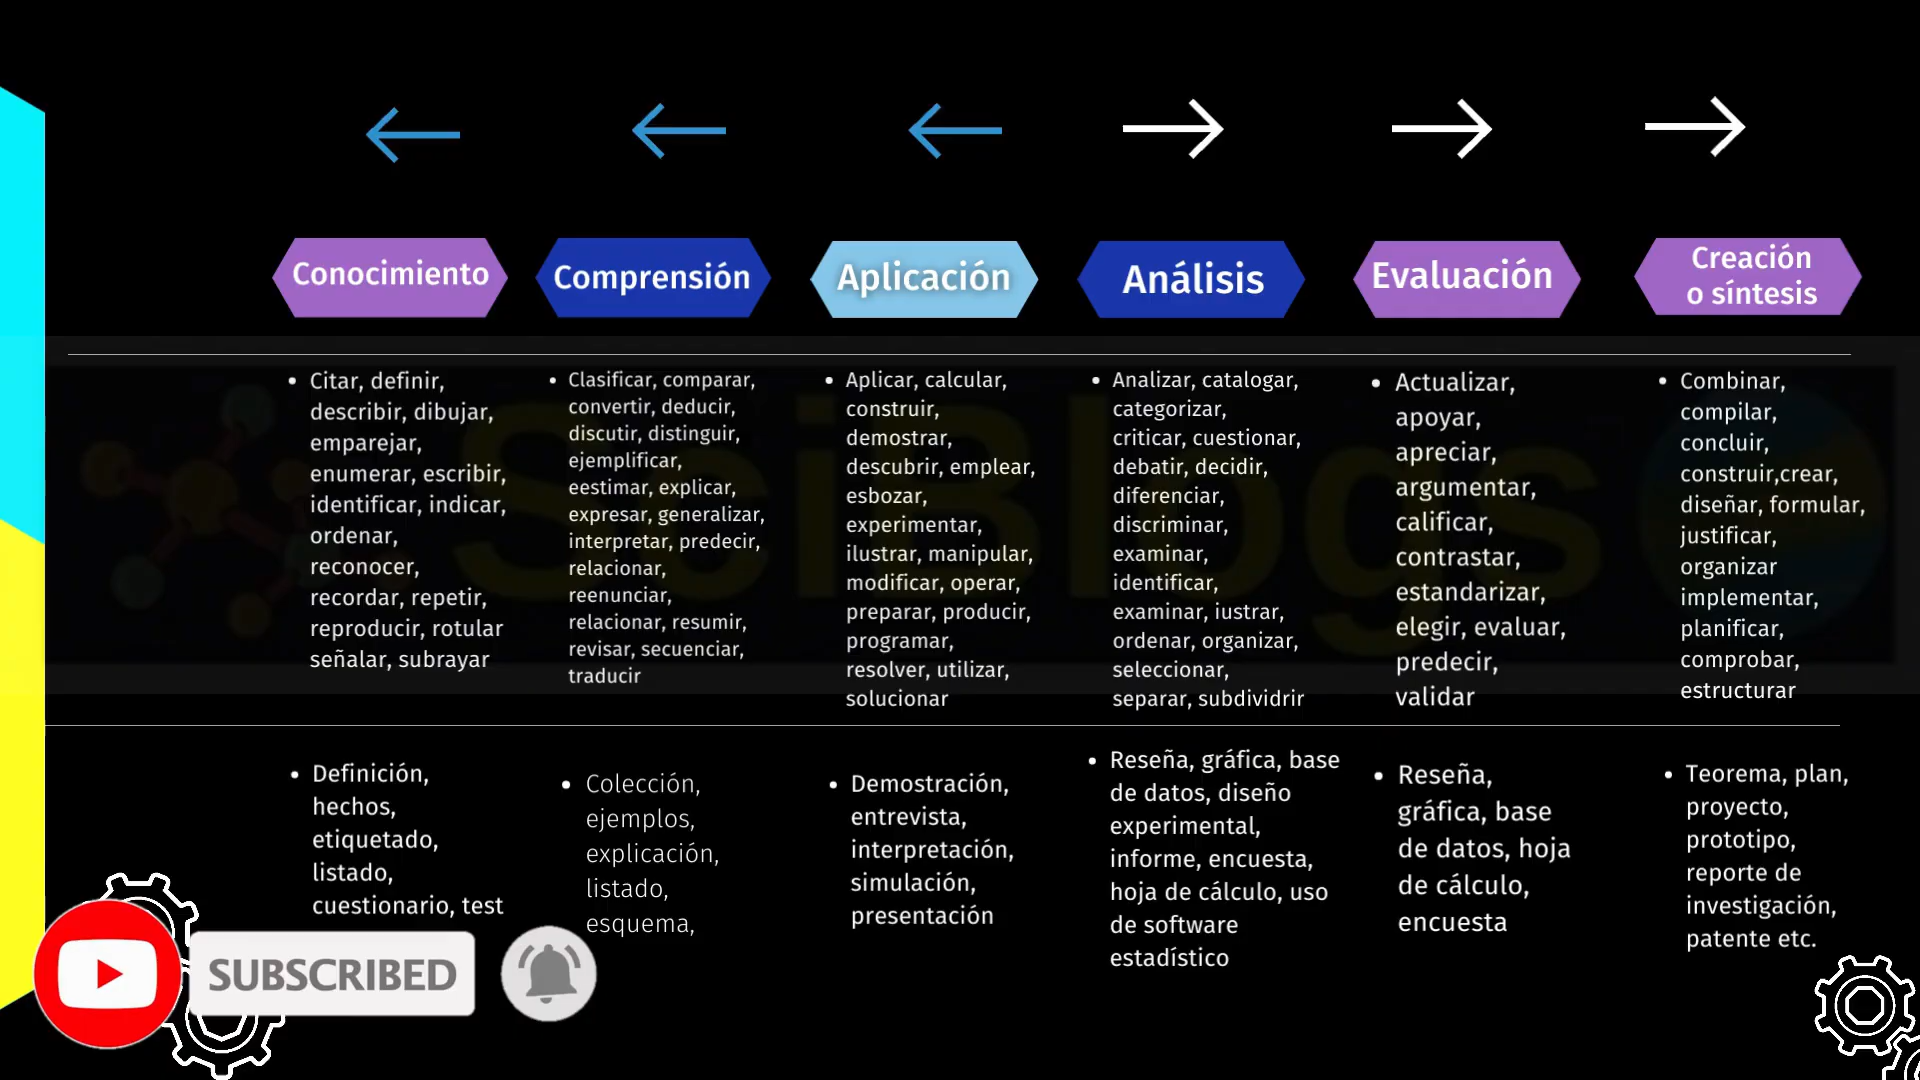 Conocimiento
Comprensión
Aplicación
Análisis
Evaluación
Creación
o síntesis
Citar, definir,
describir, dibujar,
emparejar,
enumerar, escribir,
identificar, indicar,
ordenar,
reconocer,
recordar, repetir,
reproducir, rotular
señalar, subrayar
Clasificar, comparar,
convertir, deducir,
discutir, distinguir,
ejemplificar,
eestimar, explicar,
expresar, generalizar,
interpretar, predecir,
relacionar,
reenunciar,
relacionar, resumir,
revisar, secuenciar,
traducir
Aplicar, calcular,
construir,
demostrar,
descubrir, emplear,
esbozar,
experimentar,
ilustrar, manipular,
modificar, operar,
preparar, producir,
programar,
resolver, utilizar,
solucionar
Analizar, catalogar,
categorizar,
criticar, cuestionar,
debatir, decidir,
diferenciar,
discriminar,
examinar,
identificar,
examinar, iustrar,
ordenar, organizar,
seleccionar,
separar, subdividrir
Actualizar,
apoyar,
apreciar,
argumentar,
calificar,
contrastar,
estandarizar,
elegir, evaluar,
predecir,
validar
Combinar,
compilar,
concluir,
construir,crear,
diseñar, formular,
justificar,
organizar
implementar,
planificar,
comprobar,
estructurar
SciBlogs
Definición,
hechos,
etiquetado,
listado,
cuestionario, test
Colección,
ejemplos,
explicación,
listado,
esquema,
Demostración,
entrevista,
interpretación,
simulación,
presentación
Reseña, gráfica, base
de datos, diseño
experimental,
informe, encuesta,
hoja de cálculo, uso
de software
estadístico
Reseña,
gráfica, base
de datos, hoja
de cálculo,
encuesta
Teorema, plan,
proyecto,
prototipo,
reporte de
investigación,
patente etc.
SUBSCRIBED